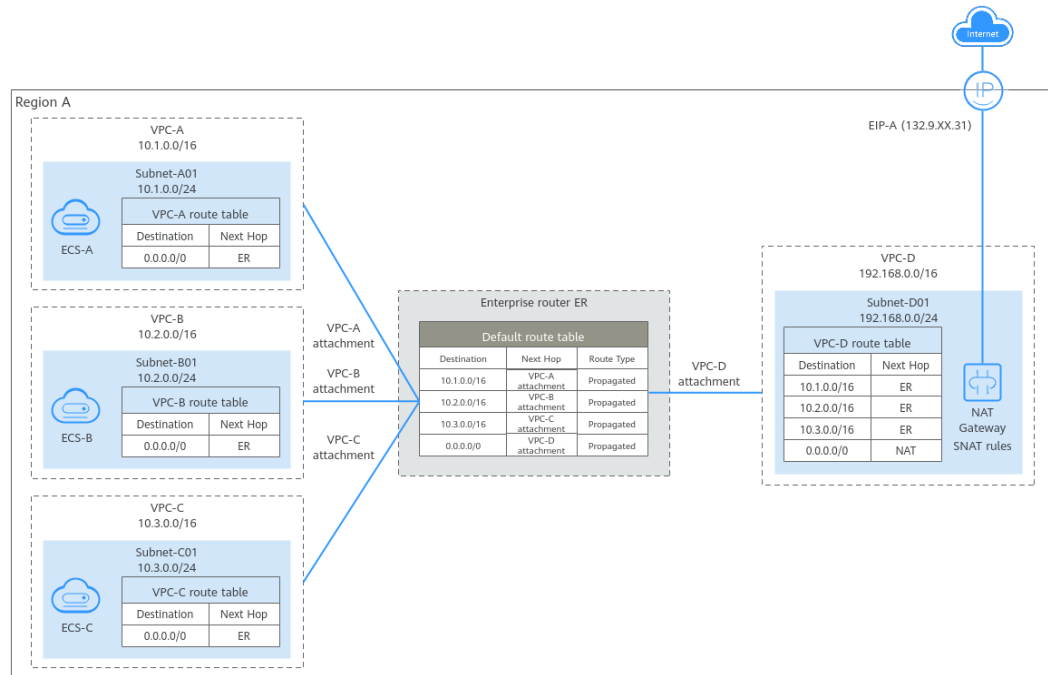 Internet
IP
EIP-A (132.9.XX.31)
Region A
VPC-A
10.1.0.0/16
Subnet-A01
10.1.0.0/24
ECS-A
VPC-A route table
Destination Next Hop
0.0.0.0/0 ER
VPC-B
10.2.0.0/16
Subnet-B01
10.2.0.0/24
ECS-B
VPC-B route table
Destination Next Hop
0.0.0.0/0 ER
VPC-C
10.3.0.0/16
Subnet-C01
10.3.0.0/24
ECS-C
VPC-C route table
Destination Next Hop
0.0.0.0/0 ER
VPC-A
attachment
VPC-B
attachment
VPC-C
attachment
Enterprise router ER
Default route table
Destination Next Hop Route Type
10.1.0.0/16 VPC-A attachment Propagated
10.2.0.0/16 VPC-B attachment Propagated
10.3.0.0/16 VPC-C attachment Propagated
0.0.0.0/0 VPC-D attachment Propagated
VPC-D
attachment
VPC-D
192.168.0.0/16
Subnet-D01
192.168.0.0/24
VPC-D route table
Destination Next Hop
10.1.0.0/16 ER
10.2.0.0/16 ER
10.3.0.0/16 ER
0.0.0.0/0 NAT
NAT
Gateway
SNAT rules